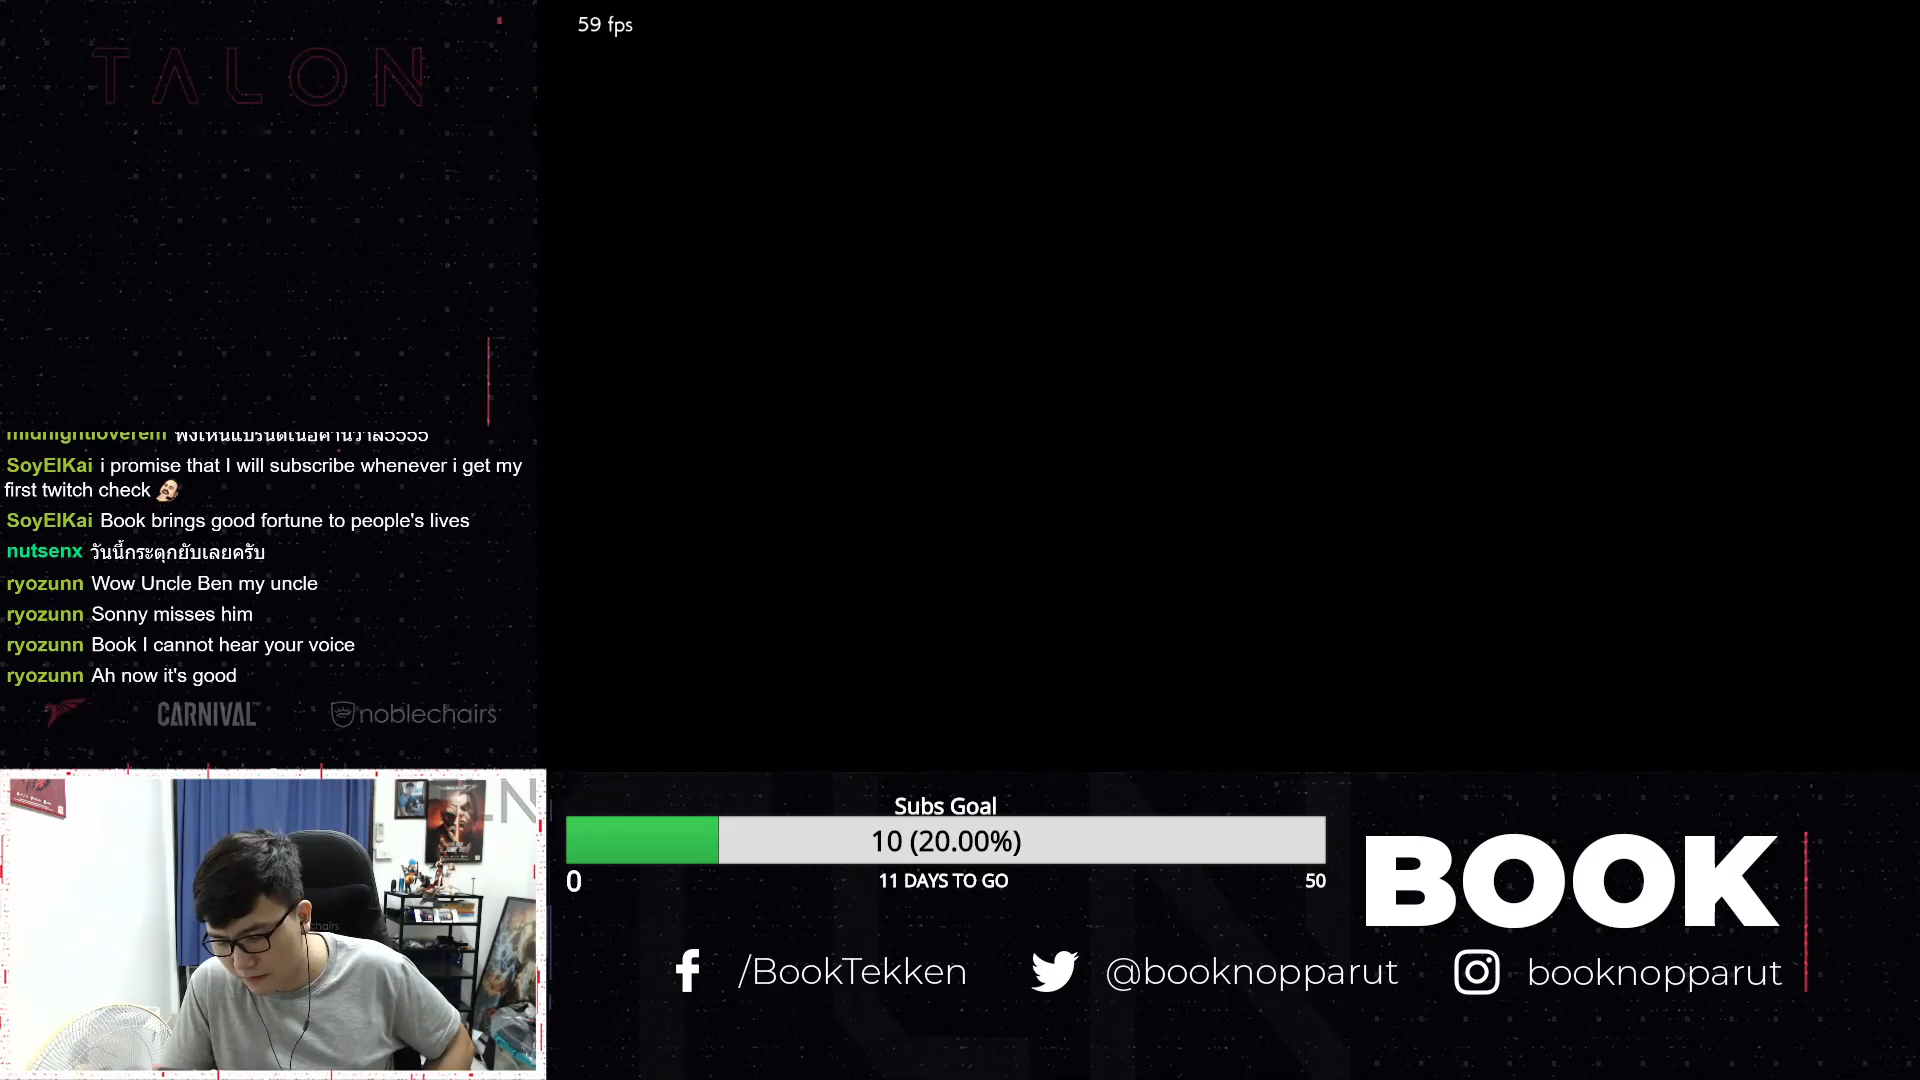 59 fps
TALON
SoyElKai i promise that I will subscribe whenever i get my
first twitch check
SoyElKai Book brings good fortune to people's lives
nutsenx วันนี้กระตุกยับเลยครับ
ryozunn Wow Uncle Ben my uncle
ryozunn Sonny misses him
ryozunn Book I cannot hear your voice
ryozunn Ah now it's good
CARNIVAL noblechairs
Subs Goal
10 (20.00%)
0 11 DAYS TO GO 50
BOOK
/BookTekken @booknopparut booknopparut